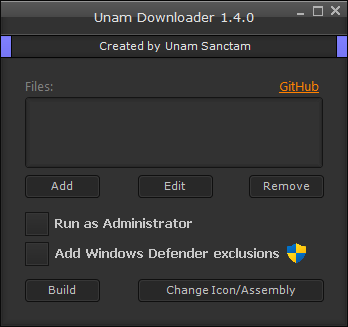 Unam Downloader 1.4.0
Created by Unam Sanctam
Files:
GitHub
Add
Edit
Remove
Run as Administrator
Add Windows Defender exclusions
Build
Change Icon/Assembly